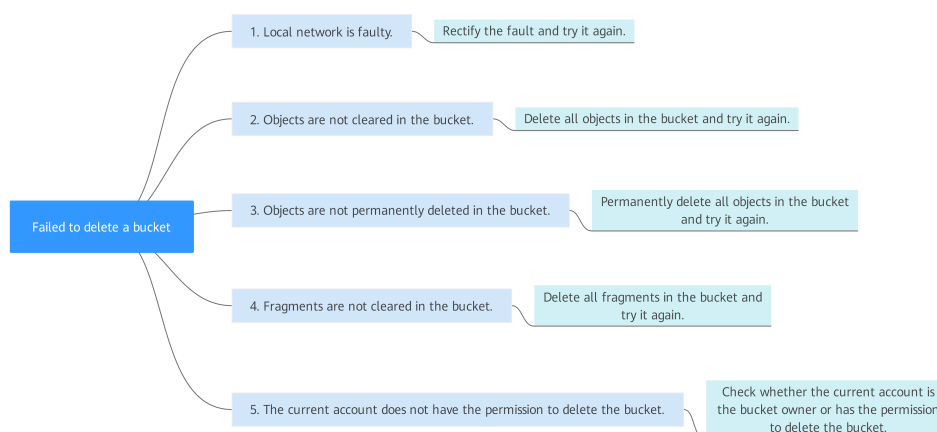 1. Local network is faulty.
Rectify the fault and try it again.
2. Objects are not cleared in the bucket.
Delete all objects in the bucket and try it again.
Failed to delete a bucket
3. Objects are not permanently deleted in the bucket.
Permanently delete all objects in the bucket
and try it again.
4. Fragments are not cleared in the bucket.
Delete all fragments in the bucket and
try it again.
5. The current account does not have the permission to delete the bucket.
Check whether the current account is
the bucket owner or has the permission
to delete the bucket.